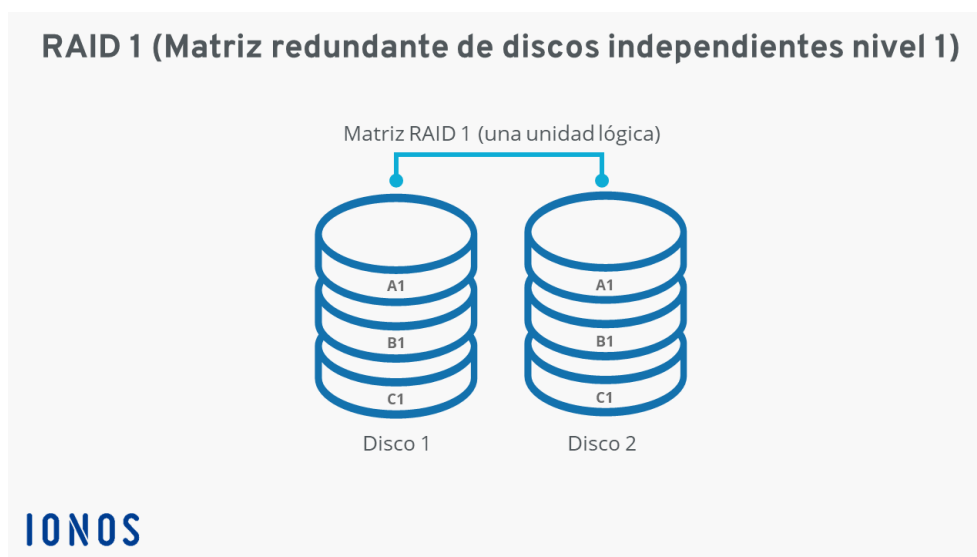 RAID 1 (Matriz redundante de discos independientes nivel 1)
Matriz RAID 1 (una unidad lógica)
A1
A1
B1
B1
C1
C1
Disco 1
Disco 2
IONOS